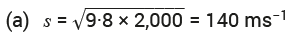 (a) s = √9·8 × 2,000 = 140 ms⁻¹